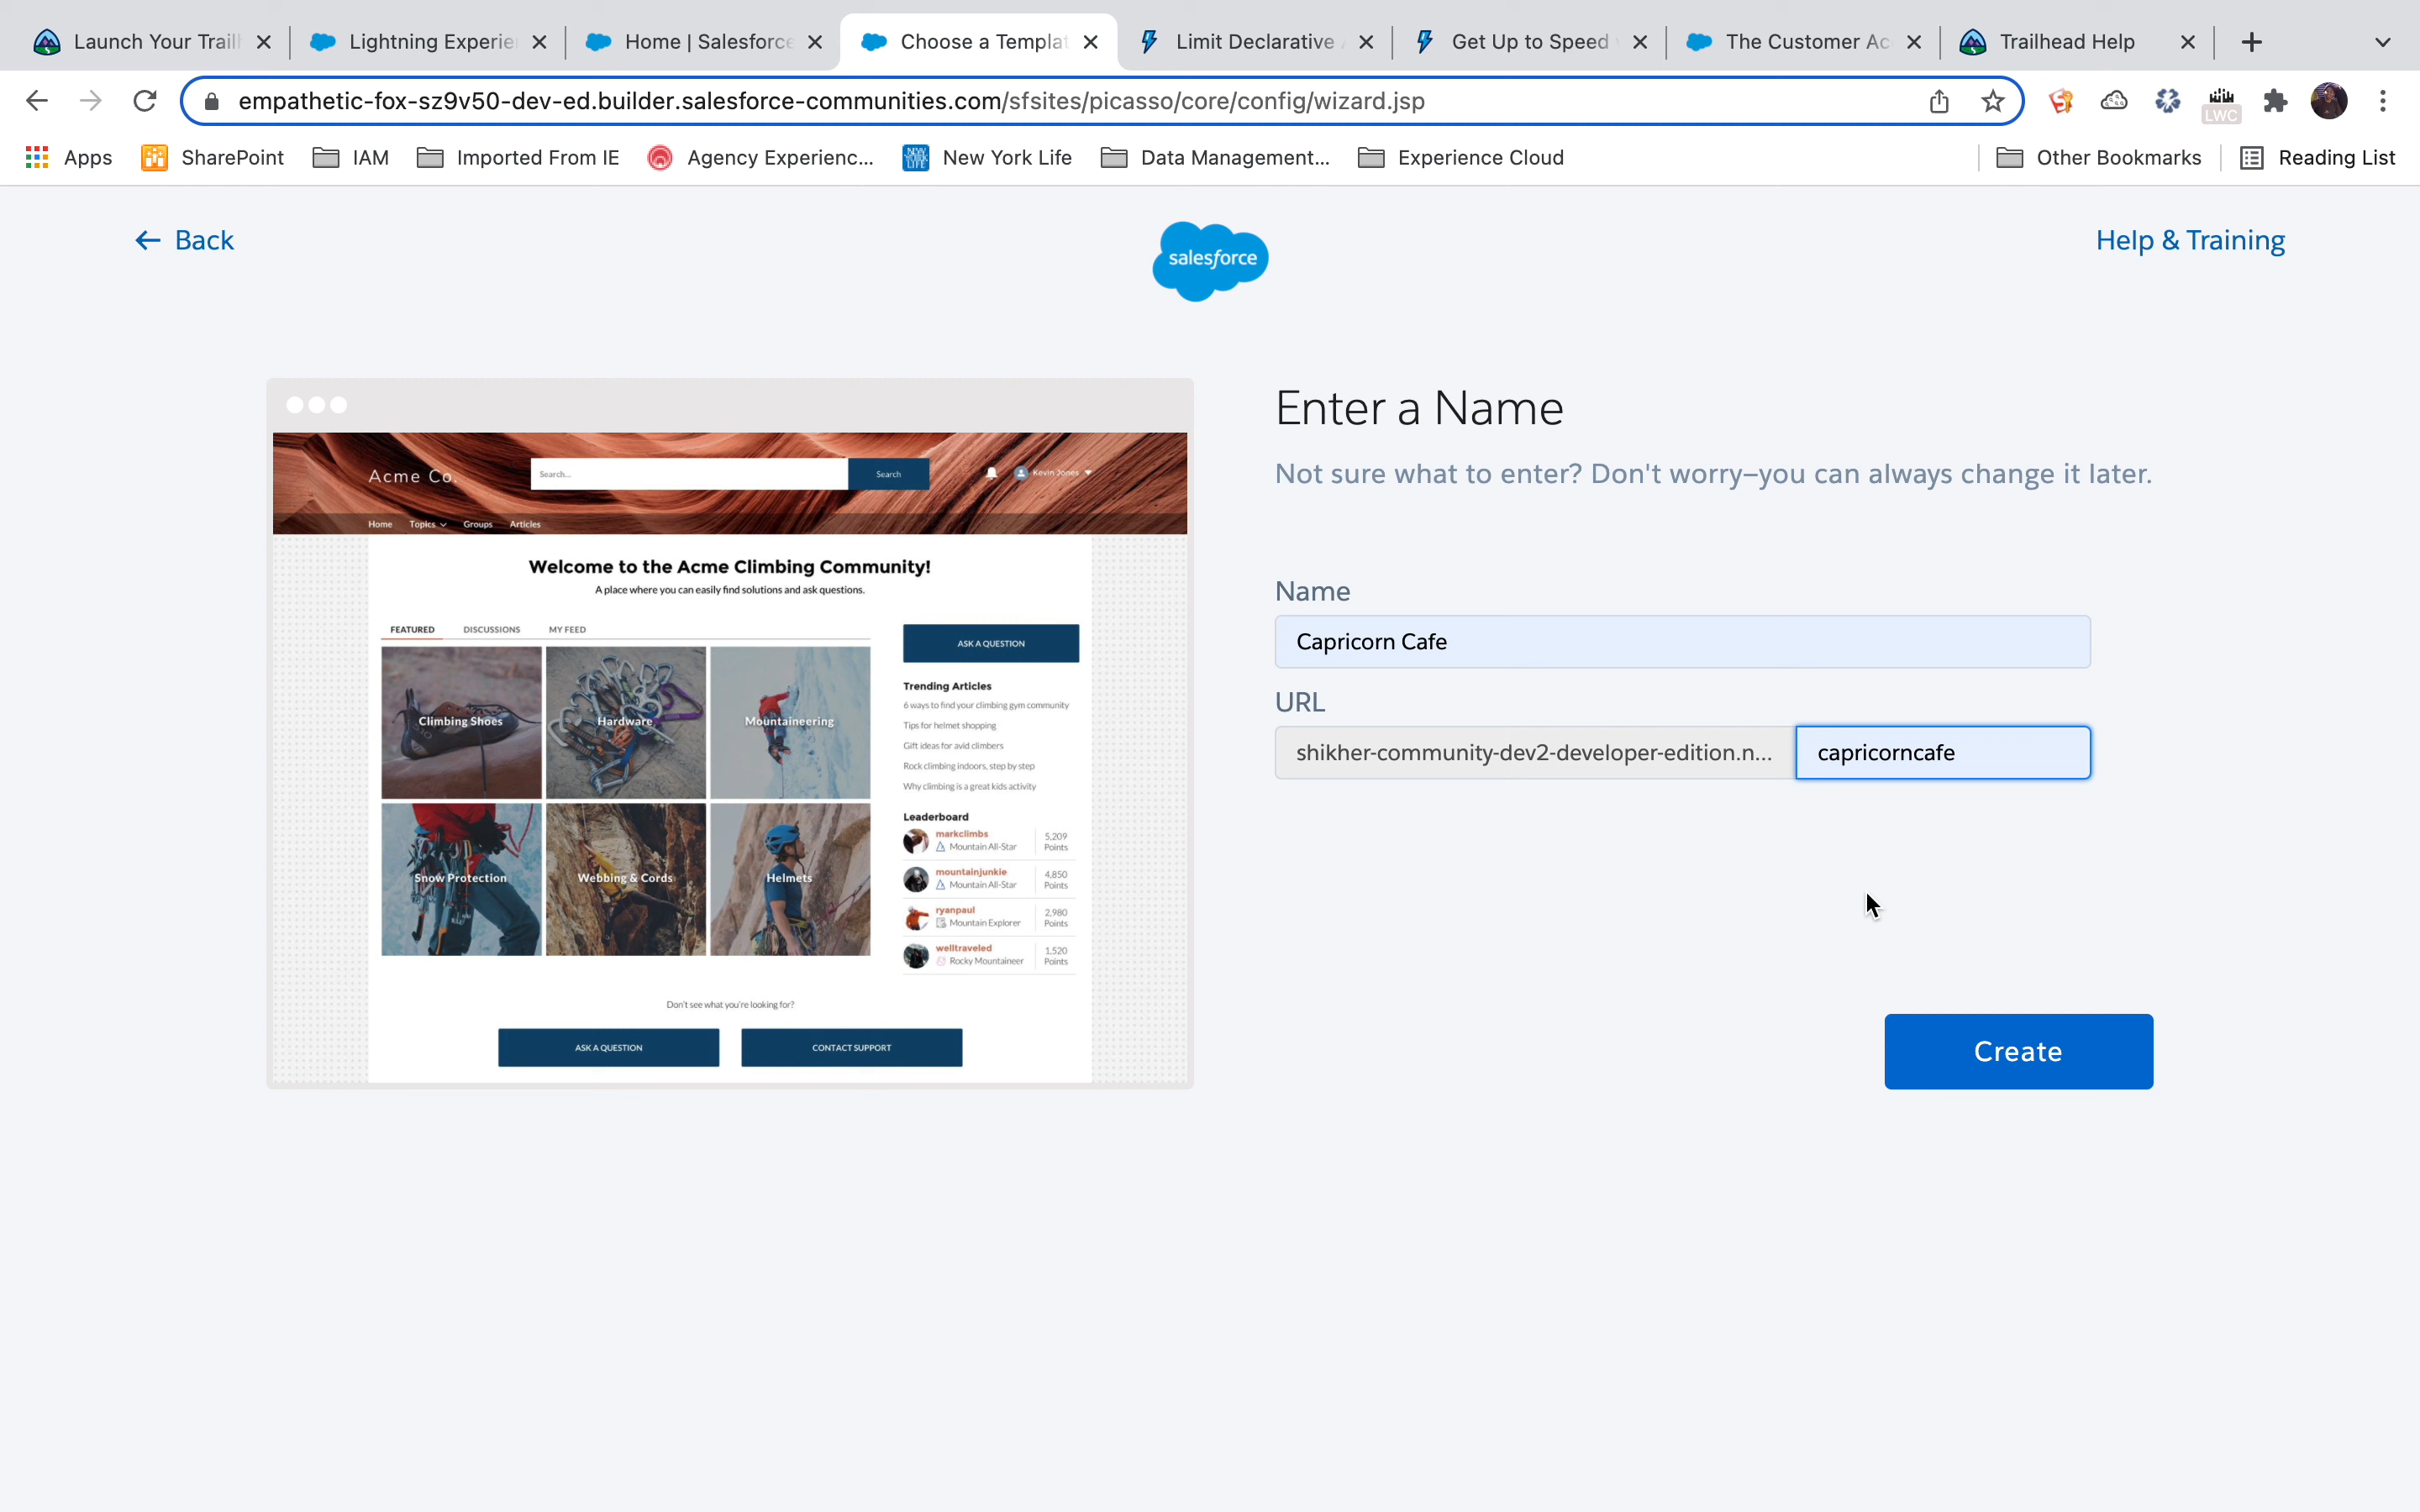 Launch Your Trail
Lightning Experie
Home | Salesforce
Choose a Templat
Limit Declarative
Get Up to Speed
The Customer Ac
Trailhead Help
empathetic-fox-sz9v50-dev-ed.builder.salesforce-communities.com/sfsites/picasso/core/config/wizard.jsp
LWC
Apps
SharePoint
IAM
Imported From IE
Agency Experienc...
NEW YORK LIFE
New York Life
Data Management...
Experience Cloud
Other Bookmarks
Reading List
← Back
salesforce
Help & Training
Acme Co.
Search...
Search
Kevin Jones
Home
Topics
Groups
Articles
Welcome to the Acme Climbing Community!
A place where you can easily find solutions and ask questions.
FEATURED
DISCUSSIONS
MY FEED
Climbing Shoes
Hardware
Mountaineering
Snow Protection
Webbing & Cords
Helmets
ASK A QUESTION
Trending Articles
6 ways to find your climbing gym community
Tips for helmet shopping
Gift ideas for avid climbers
Rock climbing indoors, step by step
Why climbing is a great kids activity
Leaderboard
markclimbs
Mountain All-Star
5,209
Points
mountainjunkie
Mountain All-Star
4,850
Points
ryanpaul
Mountain Explorer
2,980
Points
welltraveled
Rocky Mountaineer
1,520
Points
Don't see what you're looking for?
ASK A QUESTION
CONTACT SUPPORT
Enter a Name
Not sure what to enter? Don't worry–you can always change it later.
Name
Capricorn Cafe
URL
shikher-community-dev2-developer-edition.n...
capricorncafe
Create